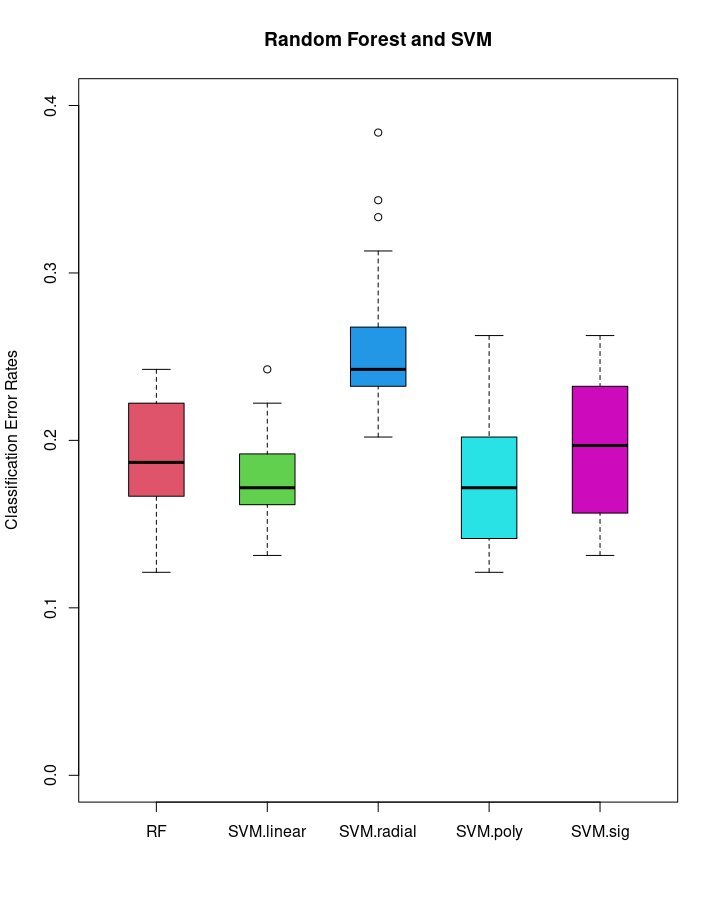 Random Forest and SVM
Classification Error Rates
0.4
0.3
0.2
0.1
0.0
RF SVM.linear SVM.radial SVM.poly SVM.sig